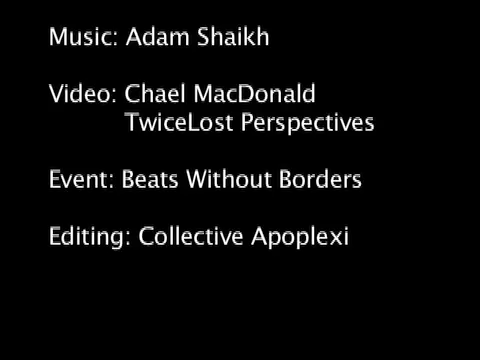 Music: Adam Shaikh
Video: Chael MacDonald
TwiceLost Perspectives
Event: Beats Without Borders
Editing: Collective Apoplexi